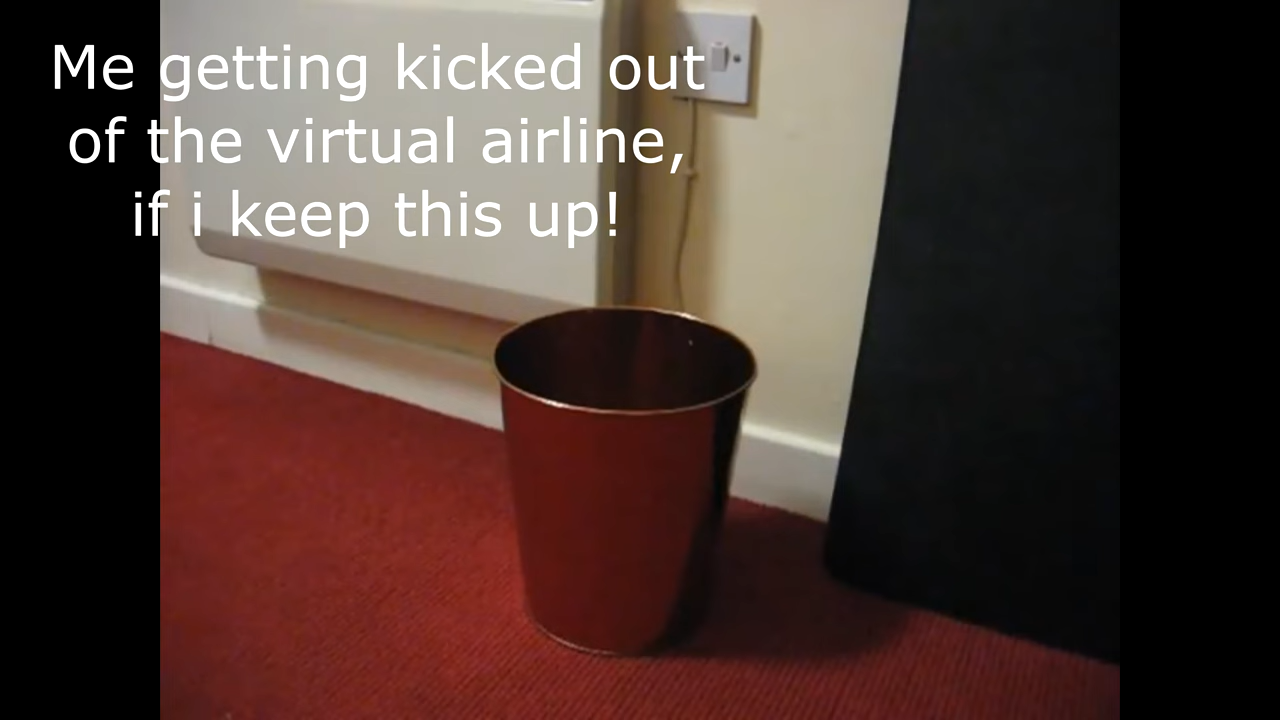 Me getting kicked out
of the virtual airline,
if i keep this up!